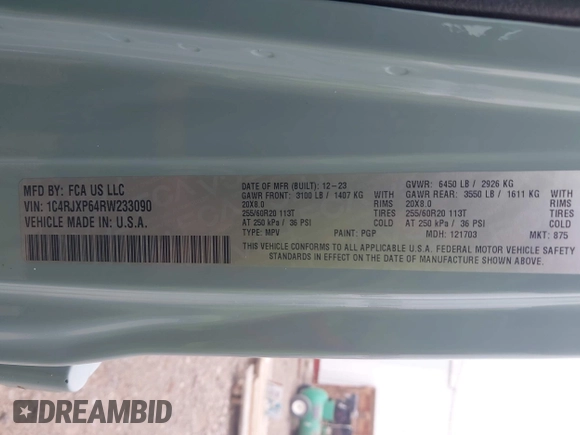 MFD BY: FCA US LLC
VIN: 1C4RJXP64RW233090
VEHICLE MADE IN U.S.A.
DATE OF MFR (BUILT): 12-23
GAWR FRONT: 3100 LB / 1407 KG
20X8.0 RIMS
255/60R20 113T TIRES
AT 250 kPa / 36 PSI COLD
TYPE: MPV PAINT: PGP
GVWR: 6450 LB / 2926 KG
GAWR REAR: 3550 LB / 1611 KG
20X8.0 RIMS
255/60R20 113T TIRES
AT 250 kPa / 36 PSI COLD
MDH: 121703 MKT: 875
THIS VEHICLE CONFORMS TO ALL APPLICABLE U.S.A. FEDERAL MOTOR VEHICLE SAFETY
STANDARDS IN EFFECT ON THE DATE OF MANUFACTURE SHOWN ABOVE.
DREAMBID